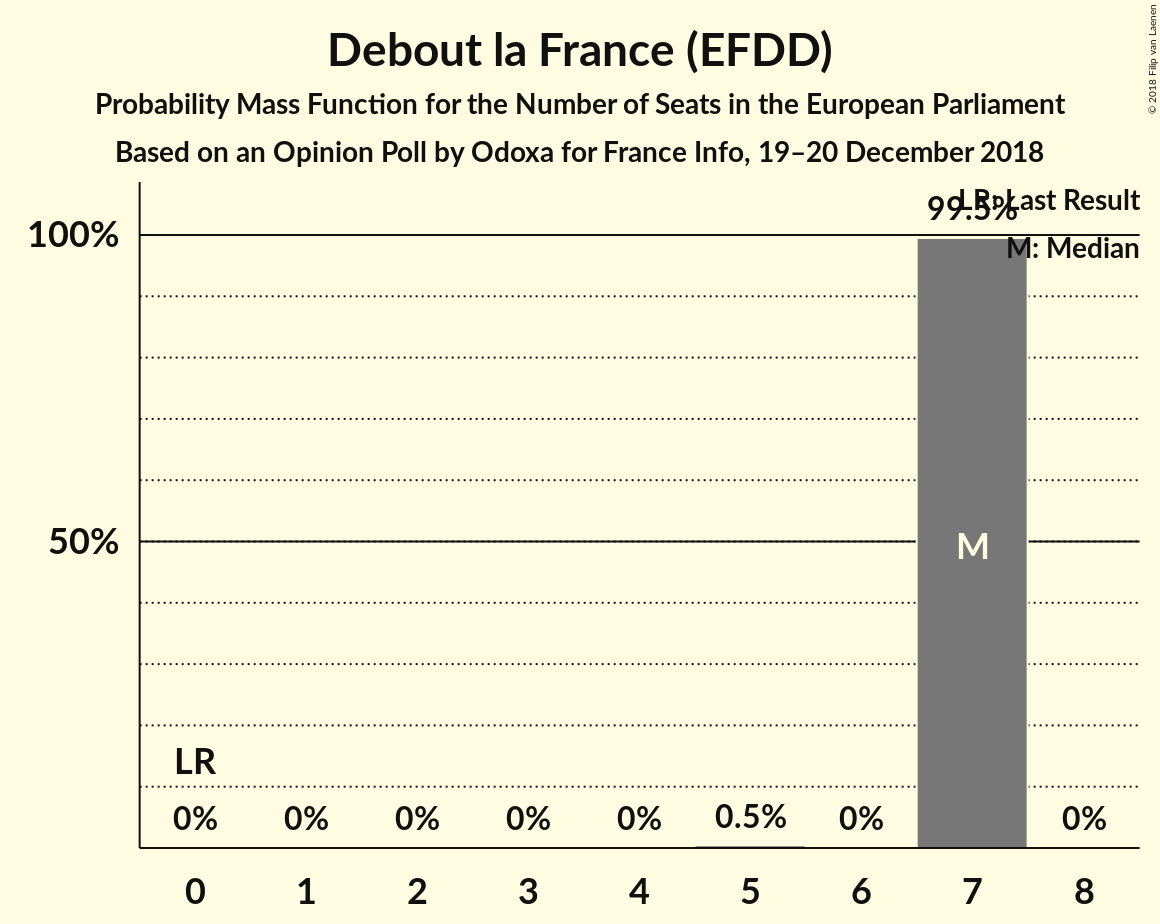 Debout la France (EFDD)
Probability Mass Function for the Number of Seats in the European Parliament
Based on an Opinion Poll by Odoxa for France Info, 19–20 December 2018
© 2018 Filip van Laenen
LR: Last Result
M: Median
99.5%
100%
50%
M
LR
0% 0% 0% 0% 0% 0.5% 0% 0%
0 1 2 3 4 5 6 7 8